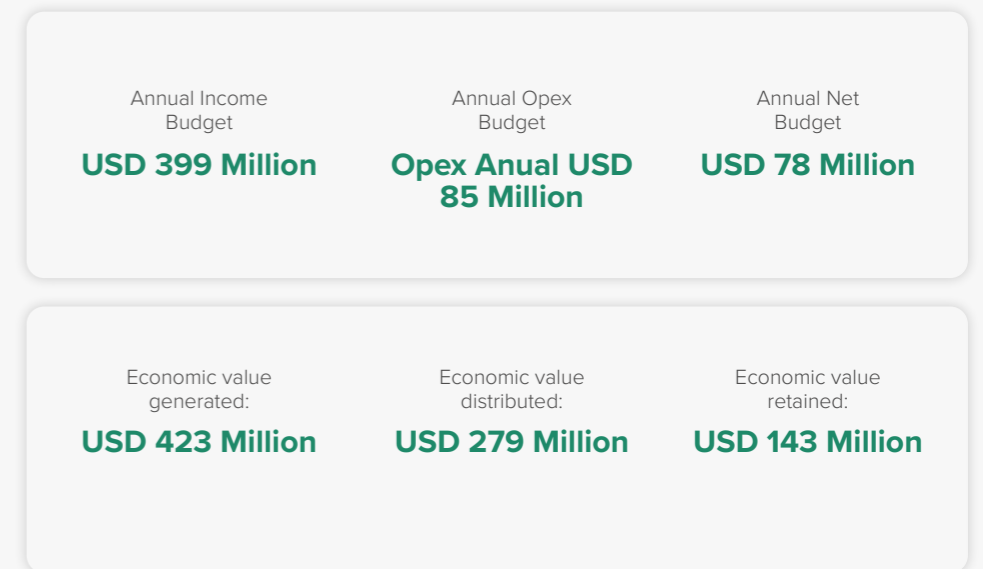 Annual Income
Budget
USD 399 Million
Annual Opex
Budget
Opex Anual USD
85 Million
Annual Net
Budget
USD 78 Million
Economic value
generated:
USD 423 Million
Economic value
distributed:
USD 279 Million
Economic value
retained:
USD 143 Million